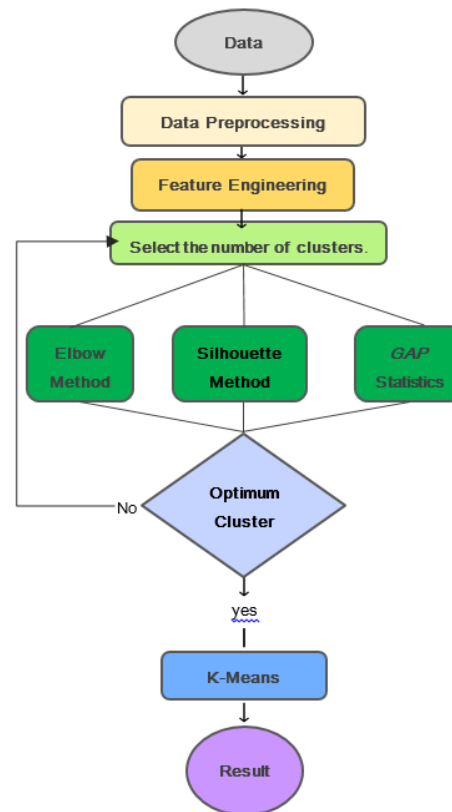 Data
Data Preprocessing
Feature Engineering
Select the number of clusters.
Elbow
Method
Silhouette
Method
GAP
Statistics
Optimum
Cluster
No
yes
K-Means
Result